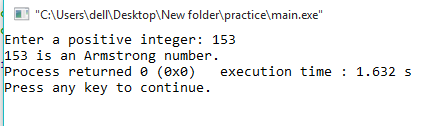 "C:\Users\dell\Desktop\New folder\practice\main.exe"
Enter a positive integer: 153
153 is an Armstrong number.
Process returned 0 (0x0)   execution time : 1.632 s
Press any key to continue.